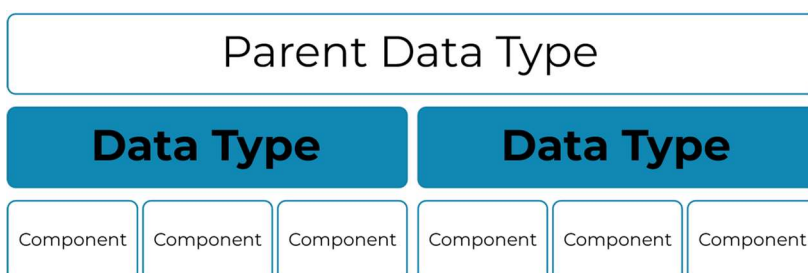 Parent Data Type
Data Type Data Type
Component Component Component Component Component Component